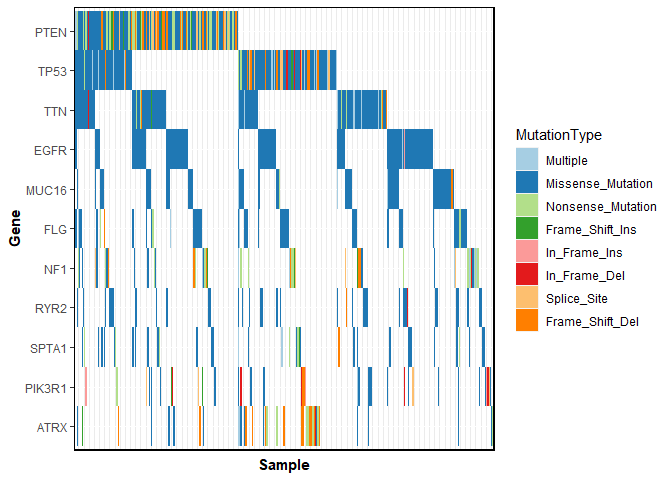 PTEN
TP53
TTN
EGFR
MUC16
FLG
NF1
RYR2
SPTA1
PIK3R1
ATRX
Gene
Sample
MutationType
Multiple
Missense_Mutation
Nonsense_Mutation
Frame_Shift_Ins
In_Frame_Ins
In_Frame_Del
Splice_Site
Frame_Shift_Del